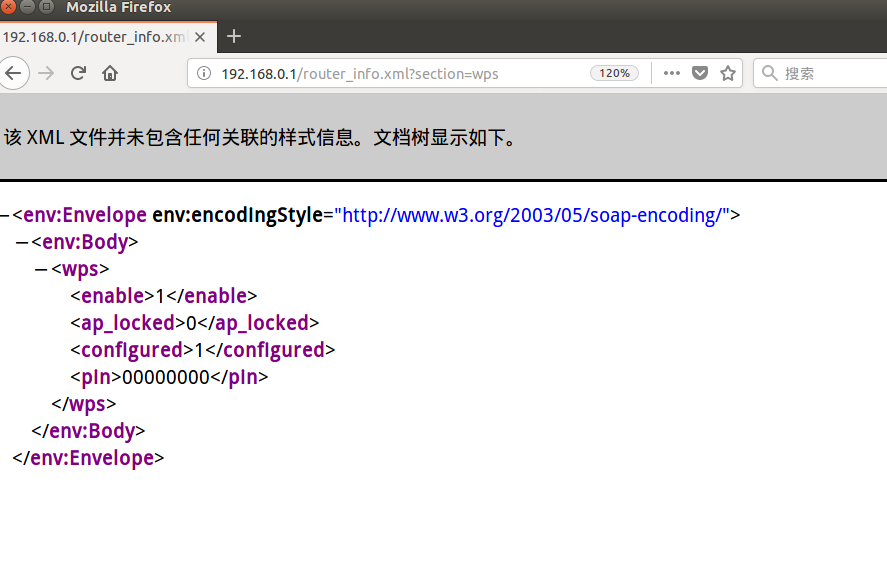 Mozilla Firefox
192.168.0.1/router_info.xml
192.168.0.1/router_info.xml?section=wps 120% 搜索
该 XML 文件并未包含任何关联的样式信息。文档树显示如下。
−<env:Envelope env:encodIngStyle="http://www.w3.org/2003/05/soap-encoding/">
−<env:Body>
−<wps>
<enable>1</enable>
<ap_locked>0</ap_locked>
<confIgured>1</confIgured>
<pIn>00000000</pIn>
</wps>
</env:Body>
</env:Envelope>